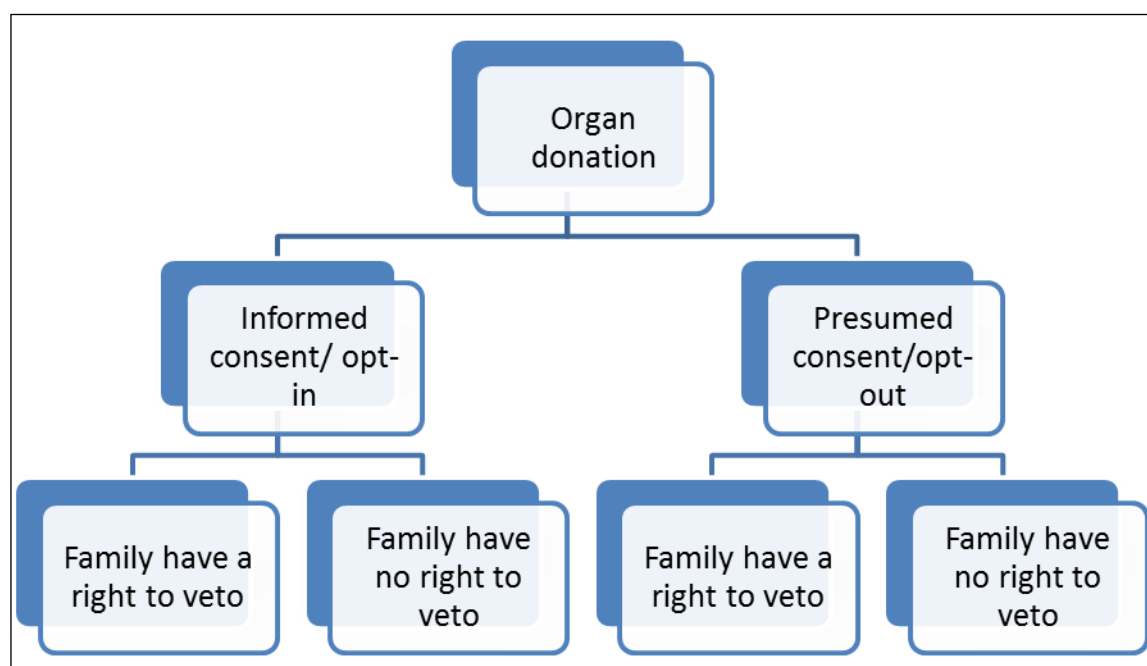 Organ
donation
Informed
consent/ opt-
in
Presumed
consent/opt-
out
Family have a
right to veto
Family have
no right to
veto
Family have a
right to veto
Family have
no right to
veto